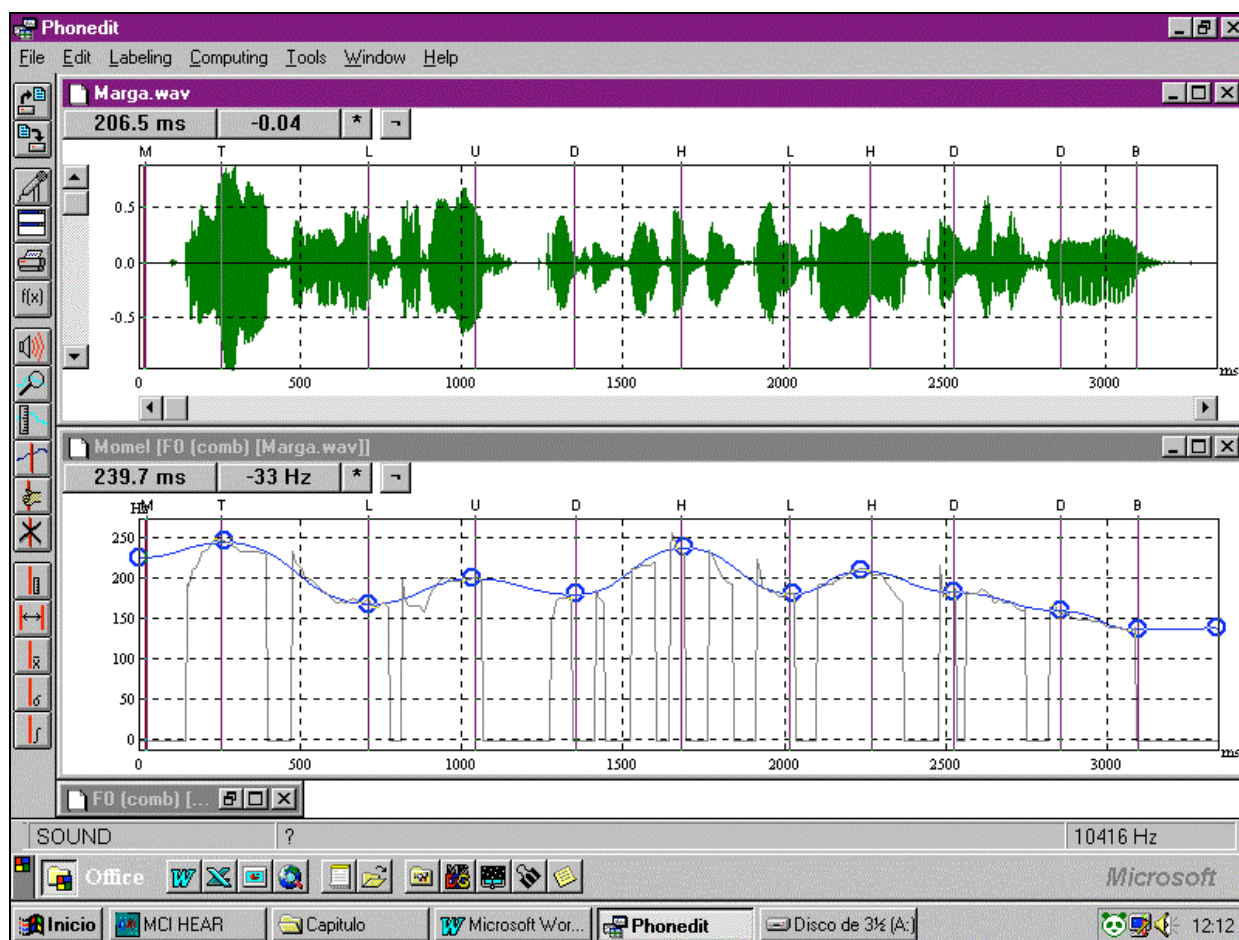 Phonedit
File Edit Labeling Computing Tools Window Help
Marga.wav
206.5 ms -0.04 * ¬
M T L U D H L H D D B
0.5
0.0
-0.5
0 500 1000 1500 2000 2500 3000 ms
f(x)
Momel [F0 (comb) [Marga.wav]]
239.7 ms -33 Hz * ¬
Hz M T L U D H L H D D B
250
200
150
100
50
0
0 500 1000 1500 2000 2500 3000 ms
x̄
σ
∫
F0 (comb) [...
SOUND ? 10416 Hz
Office Microsoft
Inicio MCI HEAR Capitulo Microsoft Wor... Phonedit Disco de 3½ (A:) 12:12